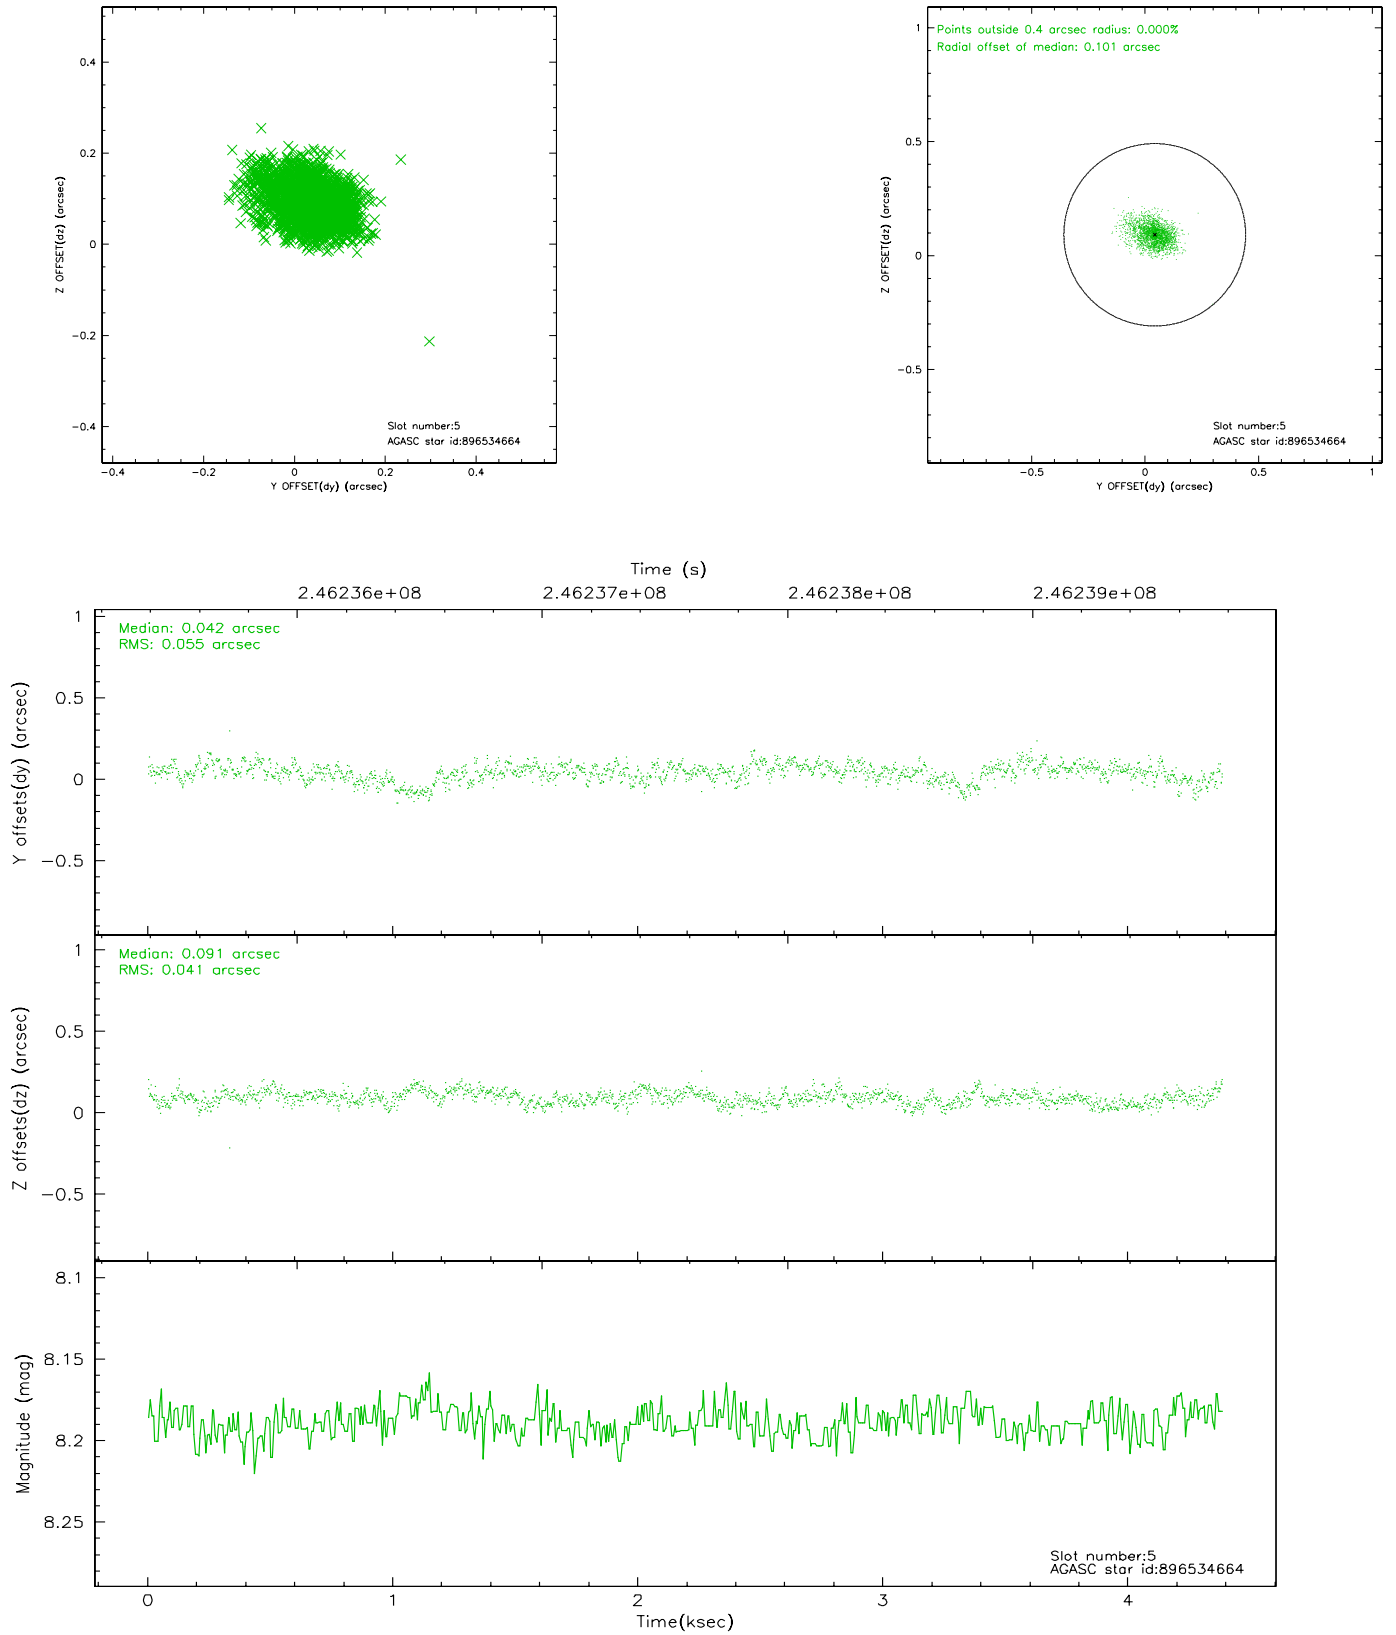 Points outside 0.4 arcsec radius: 0.000%
Radial offset of median: 0.101 arcsec
0.4
0.2
0
−0.2
−0.4
Z OFFSET(dz) (arcsec)
Slot number:5
AGASC star id:896534664
−0.4
−0.2
0
0.2
0.4
Y OFFSET(dy) (arcsec)
1
0.5
0
−0.5
Z OFFSET(dz) (arcsec)
Slot number:5
AGASC star id:896534664
−0.5
0
0.5
1
Y OFFSET(dy) (arcsec)
Time (s)
2.46236e+08
2.46237e+08
2.46238e+08
2.46239e+08
Median: 0.042 arcsec
RMS: 0.055 arcsec
1
0.5
0
−0.5
Y offsets(dy) (arcsec)
Median: 0.091 arcsec
RMS: 0.041 arcsec
1
0.5
0
−0.5
Z offsets(dz) (arcsec)
8.1
8.15
8.2
8.25
Magnitude (mag)
Slot number:5
AGASC star id:896534664
0
1
2
3
4
Time(ksec)